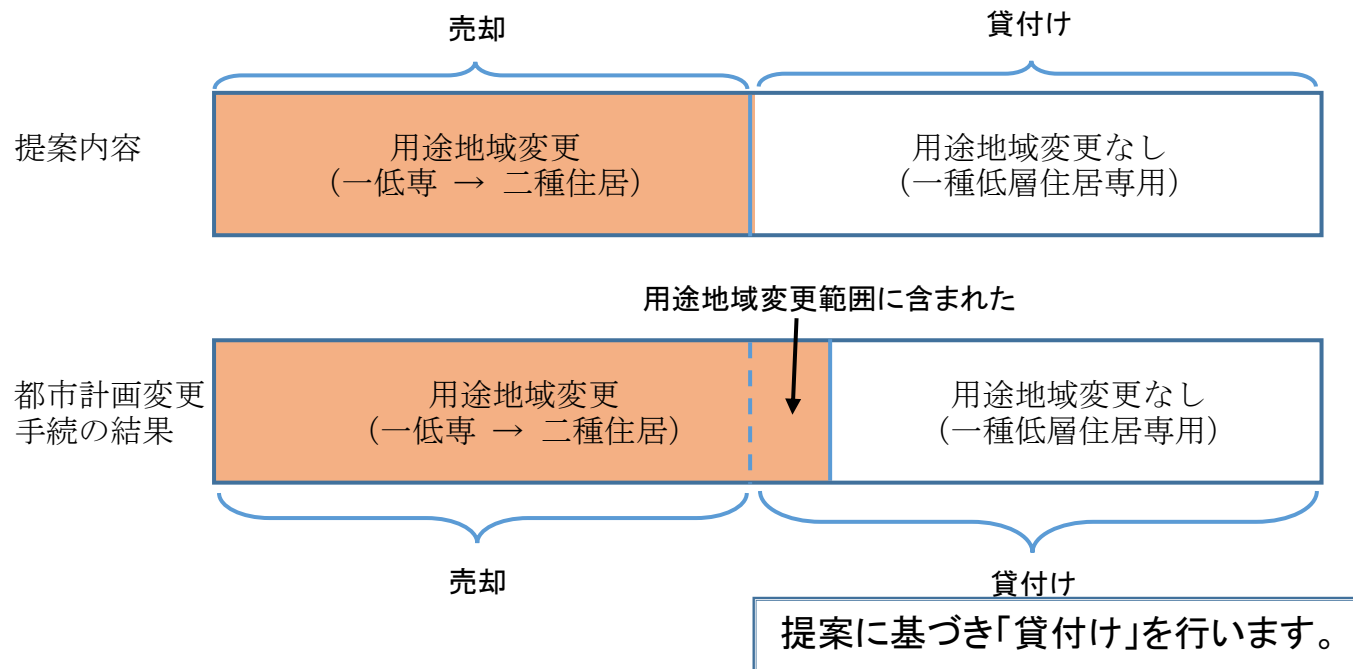 売却
貸付け
提案内容
用途地域変更
（一低専 → 二種住居）
用途地域変更なし
（一種低層住居専用）
用途地域変更範囲に含まれた
都市計画変更
手続の結果
用途地域変更
（一低専 → 二種住居）
用途地域変更なし
（一種低層住居専用）
売却
貸付け
提案に基づき「貸付け」を行います。